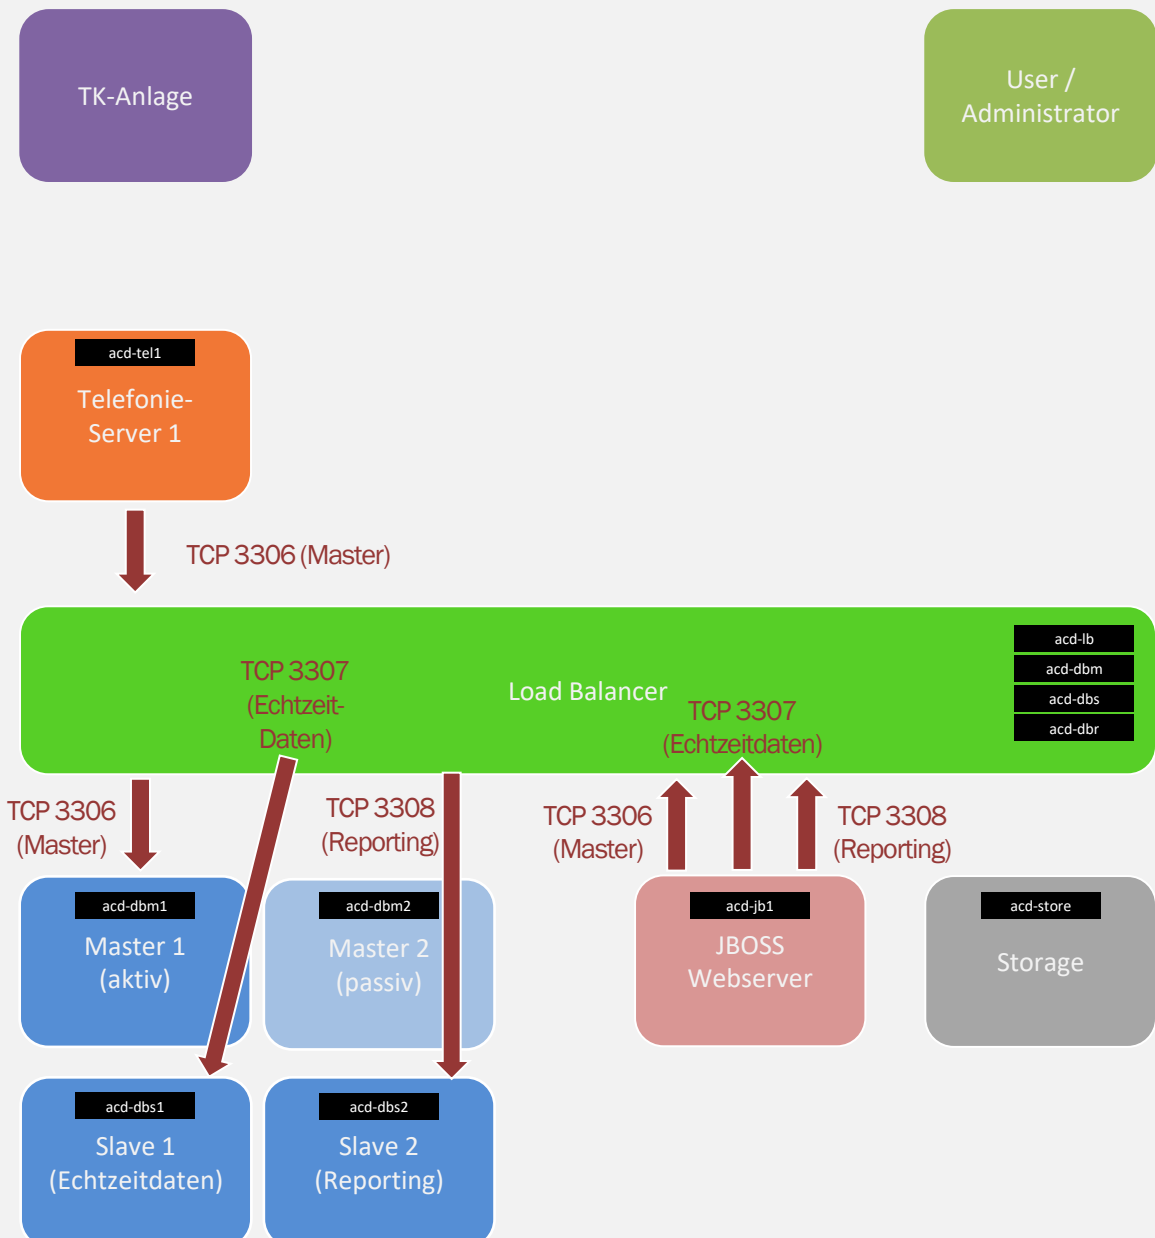 TK-Anlage
User /
Administrator
acd-tel1
Telefonie-
Server 1
TCP 3306 (Master)
acd-lb
acd-dbm
acd-dbs
acd-dbr
TCP 3307
(Echtzeit-
Daten)
Load Balancer
TCP 3307
(Echtzeitdaten)
TCP 3306
(Master)
TCP 3308
(Reporting)
TCP 3306
(Master)
TCP 3308
(Reporting)
acd-dbm1
Master 1
(aktiv)
acd-dbm2
Master 2
(passiv)
acd-jb1
JBOSS
Webserver
acd-store
Storage
acd-dbs1
Slave 1
(Echtzeitdaten)
acd-dbs2
Slave 2
(Reporting)